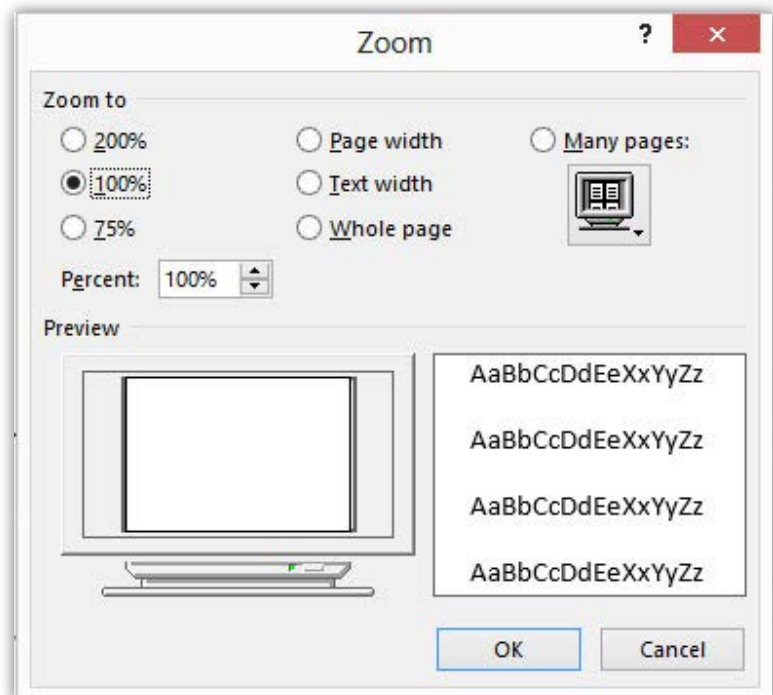 Zoom ?
Zoom to
200% Page width Many pages:
100% Text width
75% Whole page
Percent: 100%
Preview
AaBbCcDdEeXxYyZz
AaBbCcDdEeXxYyZz
AaBbCcDdEeXxYyZz
AaBbCcDdEeXxYyZz
OK Cancel